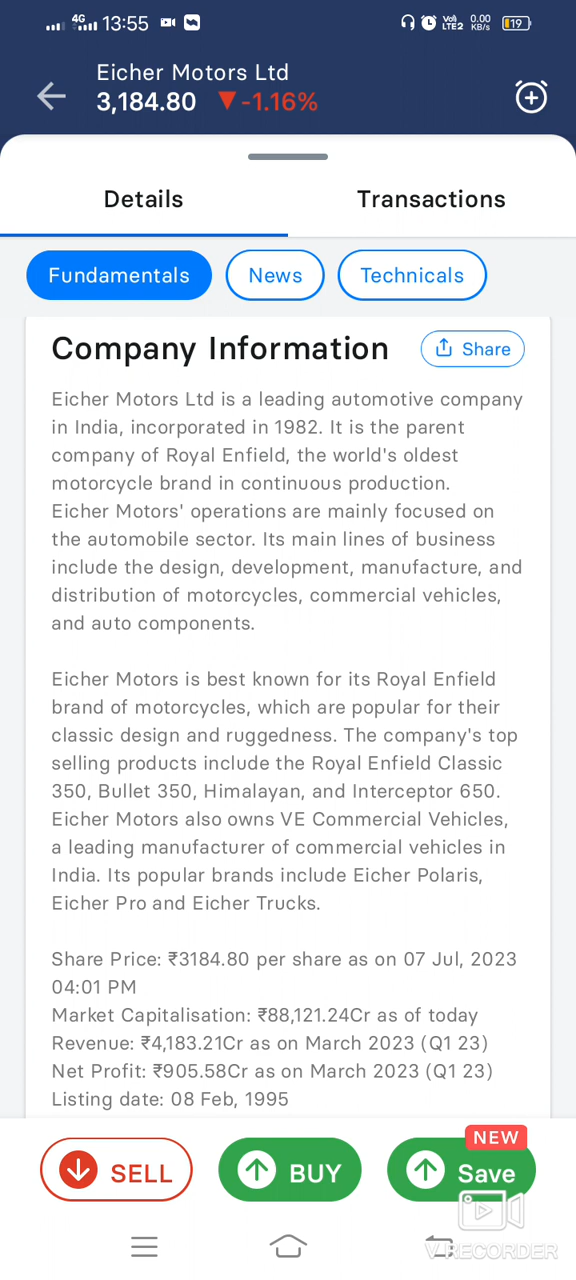 4G 13:55 Vo) LTE2 0.00 KB/s 19
Eicher Motors Ltd
3,184.80 ▼-1.16%
Details Transactions
Fundamentals News Technicals
Company Information Share
Eicher Motors Ltd is a leading automotive company
in India, incorporated in 1982. It is the parent
company of Royal Enfield, the world's oldest
motorcycle brand in continuous production.
Eicher Motors' operations are mainly focused on
the automobile sector. Its main lines of business
include the design, development, manufacture, and
distribution of motorcycles, commercial vehicles,
and auto components.
Eicher Motors is best known for its Royal Enfield
brand of motorcycles, which are popular for their
classic design and ruggedness. The company's top
selling products include the Royal Enfield Classic
350, Bullet 350, Himalayan, and Interceptor 650.
Eicher Motors also owns VE Commercial Vehicles,
a leading manufacturer of commercial vehicles in
India. Its popular brands include Eicher Polaris,
Eicher Pro and Eicher Trucks.
Share Price: ₹3184.80 per share as on 07 Jul, 2023
04:01 PM
Market Capitalisation: ₹88,121.24Cr as of today
Revenue: ₹4,183.21Cr as on March 2023 (Q1 23)
Net Profit: ₹905.58Cr as on March 2023 (Q1 23)
Listing date: 08 Feb, 1995
NEW
SELL BUY Save
V RECORDER